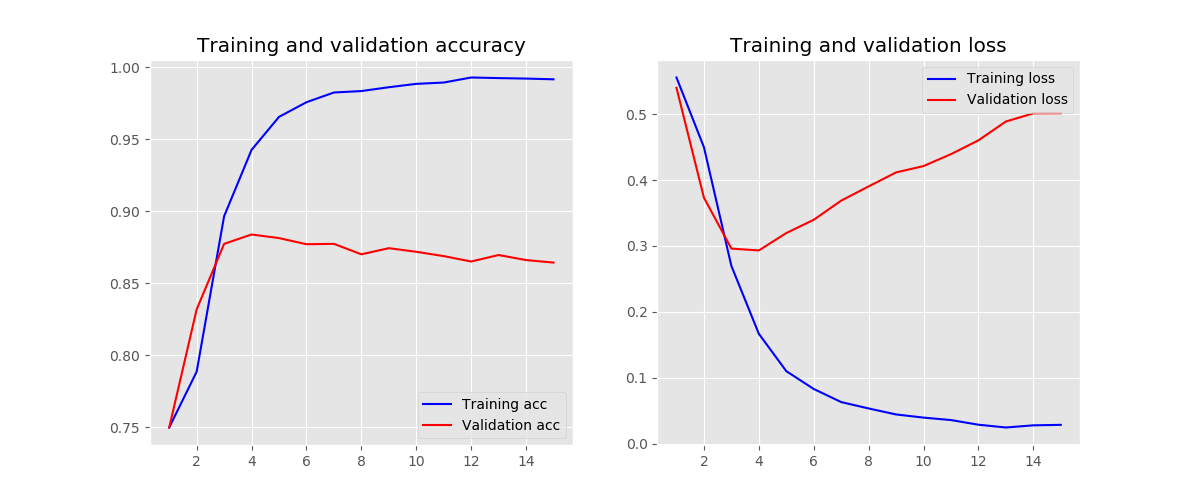 Training and validation accuracy
1.00
0.95
0.90
0.85
0.80
0.75
2 4 6 8 10 12 14
Training acc
Validation acc
Training and validation loss
0.5
0.4
0.3
0.2
0.1
0.0
2 4 6 8 10 12 14
Training loss
Validation loss